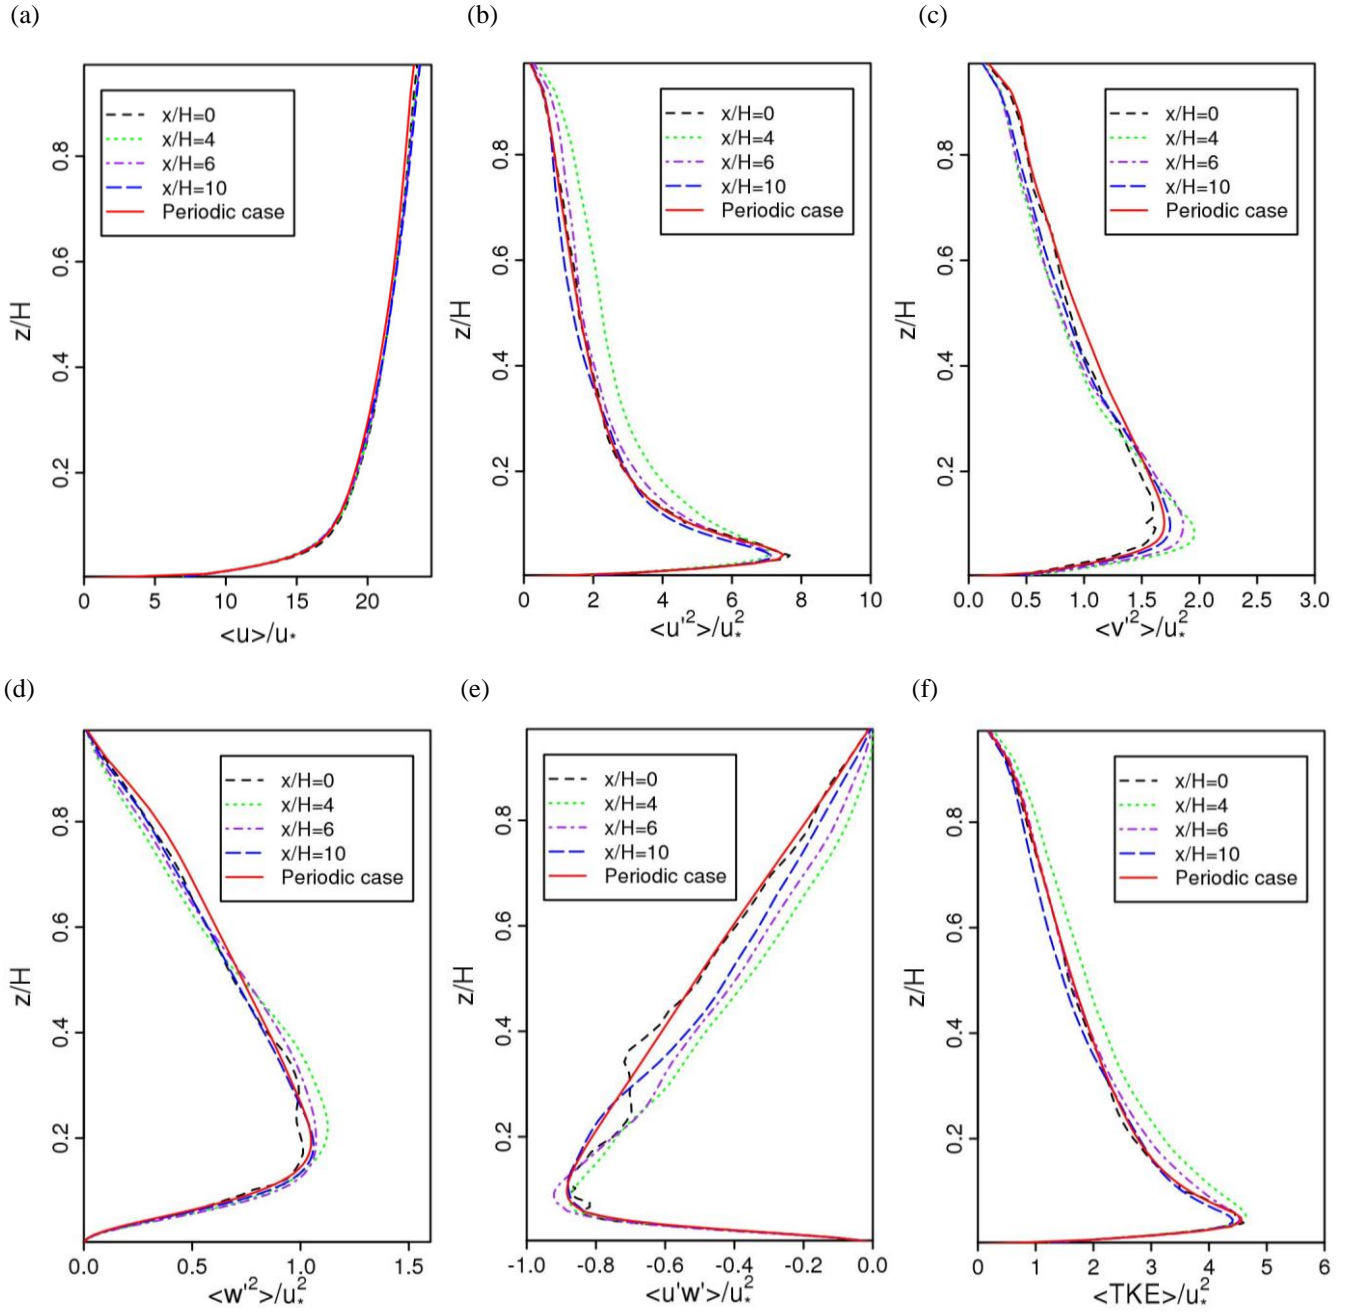 (a)
(b)
(c)
x/H=0
x/H=4
x/H=6
x/H=10
Periodic case
x/H=0
x/H=4
x/H=6
x/H=10
Periodic case
x/H=0
x/H=4
x/H=6
x/H=10
Periodic case
0.8
0.6
0.4
0.2
z/H
0.8
0.6
0.4
0.2
z/H
0.8
0.6
0.4
0.2
z/H
0 5 10 15 20
0 2 4 6 8 10
0.0 0.5 1.0 1.5 2.0 2.5 3.0
<u>/u*
<u'²>/u*²
<v'²>/u*²
(d)
(e)
(f)
x/H=0
x/H=4
x/H=6
x/H=10
Periodic case
x/H=0
x/H=4
x/H=6
x/H=10
Periodic case
x/H=0
x/H=4
x/H=6
x/H=10
Periodic case
0.8
0.6
0.4
0.2
z/H
0.8
0.6
0.4
0.2
z/H
0.8
0.6
0.4
0.2
z/H
0 0.5 1.0 1.5
-1.0 -0.8 -0.6 -0.4 -0.2 0.0
0 1 2 3 4 5 6
<w'²>/u*²
<u'w'>/u*²
<TKE>/u*²